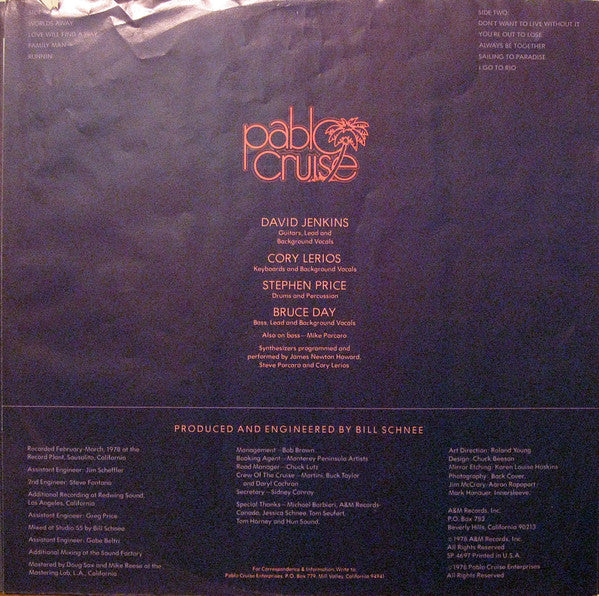 SIDE
WORLDS AWAY
LOVE WILL FIND A WAY
FAMILY MAN
RUNNIN'
SIDE TWO:
DON'T WANT TO LIVE WITHOUT IT
YOU'RE OUT TO LOSE
ALWAYS BE TOGETHER
SAILING TO PARADISE
I GO TO RIO
pablo
cruise
DAVID JENKINS
Guitars, Lead and
Background Vocals
CORY LERIOS
Keyboards and Background Vocals
STEPHEN PRICE
Drums and Percussion
BRUCE DAY
Bass, Lead and Background Vocals
Also on bass—Mike Porcaro
Synthesizers programmed and
performed by James Newton Howard,
Steve Porcaro and Cory Lerios
PRODUCED AND ENGINEERED BY BILL SCHNEE
Recorded February-March, 1978 at the
Record Plant, Sausalito, California
Assistant Engineer: Jim Scheffler
2nd Engineer: Steve Fontano
Additional Recording at Redwing Sound,
Los Angeles, California
Assistant Engineer: Greg Price
Mixed at Studio 55 by Bill Schnee
Assistant Engineer: Gabe Beltri
Additional Mixing at the Sound Factory
Mastered by Doug Sax and Mike Reese at the
Mastering Lab, L.A., California
Management—Bob Brown
Booking Agent—Monterey Peninsula Artists
Road Manager—Chuck Lutz
Crew Of The Cruise—Martini, Buck Taylor
and Daryl Cochran
Secretary—Sidney Conroy
Special Thanks—Michael Barbieri, A&M Records-
Canada, Jessica Schnee, Tom Seufert,
Tom Harney and Hun Sound.
For Correspondence & Information, Write to:
Pablo Cruise Enterprises, P.O. Box 779, Mill Valley, California 94941
Art Direction: Roland Young
Design: Chuck Beeson
Mirror Etching: Karen Louise Hoskins
Photography: Back Cover,
Jim McCrary; Aaron Rapoport;
Mark Hanauer, Innersleeve.
A&M Records, Inc.
P.O. Box 782
Beverly Hills, California 90213
©1978 A&M Records, Inc.
All Rights Reserved
SP 4697 Printed in U.S.A.
©1978 Pablo Cruise Enterprises
All Rights Reserved